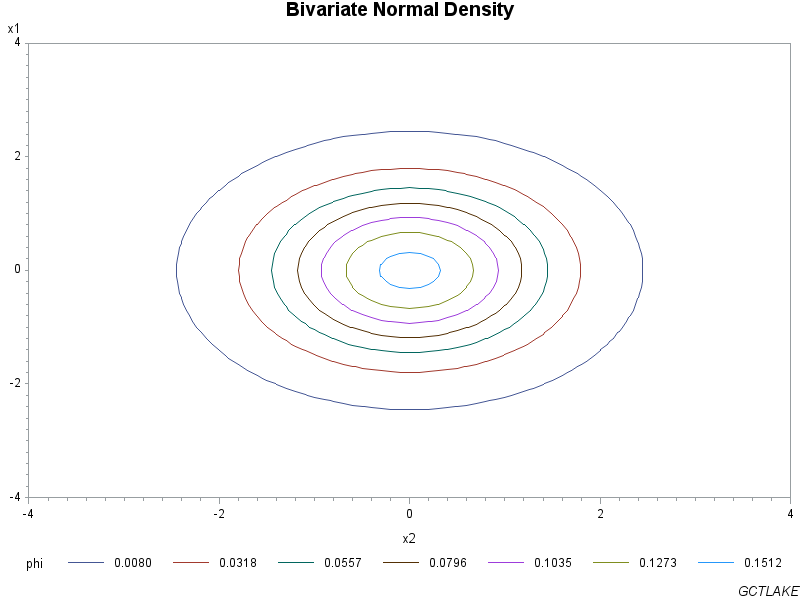 Bivariate Normal Density
x1
4
2
0
-2
-4
-4 -2 0 2 4
x2
phi 0.0080 0.0318 0.0557 0.0796 0.1035 0.1273 0.1512
GCTLAKE